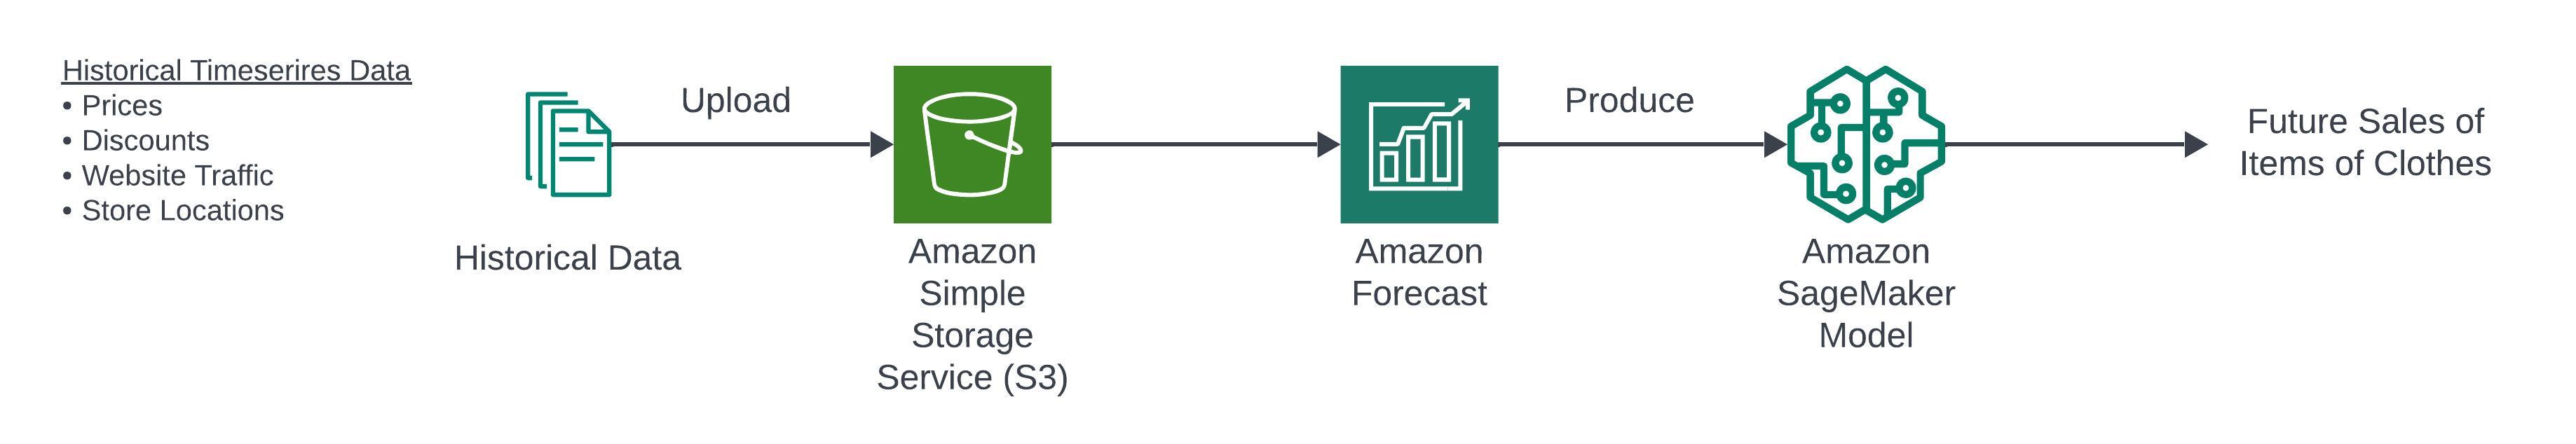 Historical Timeserires Data
• Prices
• Discounts
• Website Traffic
• Store Locations
Historical Data
Upload
Amazon
Simple
Storage
Service (S3)
Amazon
Forecast
Produce
Amazon
SageMaker
Model
Future Sales of
Items of Clothes